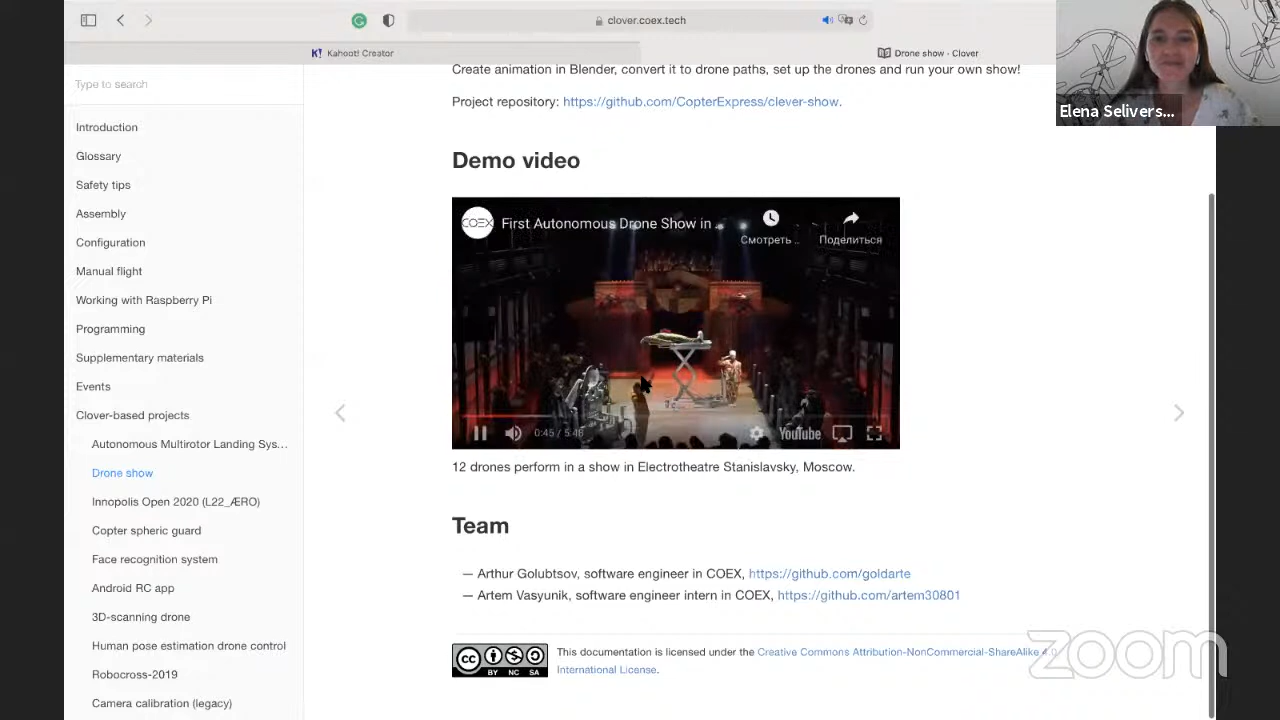 clover.coex.tech
K! Kahoot! Creator
Drone show - Clover
Elena Selivers...
Type to search
Introduction
Glossary
Safety tips
Assembly
Configuration
Manual flight
Working with Raspberry Pi
Programming
Supplementary materials
Events
Clover-based projects
Autonomous Multirotor Landing Sys...
Drone show
Innopolis Open 2020 (L22_ÆRO)
Copter spheric guard
Face recognition system
Android RC app
3D-scanning drone
Human pose estimation drone control
Robocross-2019
Camera calibration (legacy)
Create animation in Blender, convert it to drone paths, set up the drones and run your own show!
Project repository: https://github.com/CopterExpress/clever-show.
Demo video
COEX
First Autonomous Drone Show in ...
Смотреть ..
Поделиться
0:45 / 5:48
YouTube
12 drones perform in a show in Electrotheatre Stanislavsky, Moscow.
Team
— Arthur Golubtsov, software engineer in COEX, https://github.com/goldarte
— Artem Vasyunik, software engineer intern in COEX, https://github.com/artem30801
cc BY NC SA
This documentation is licensed under the Creative Commons Attribution-NonCommercial-ShareAlike 4.0
International License.
zoom